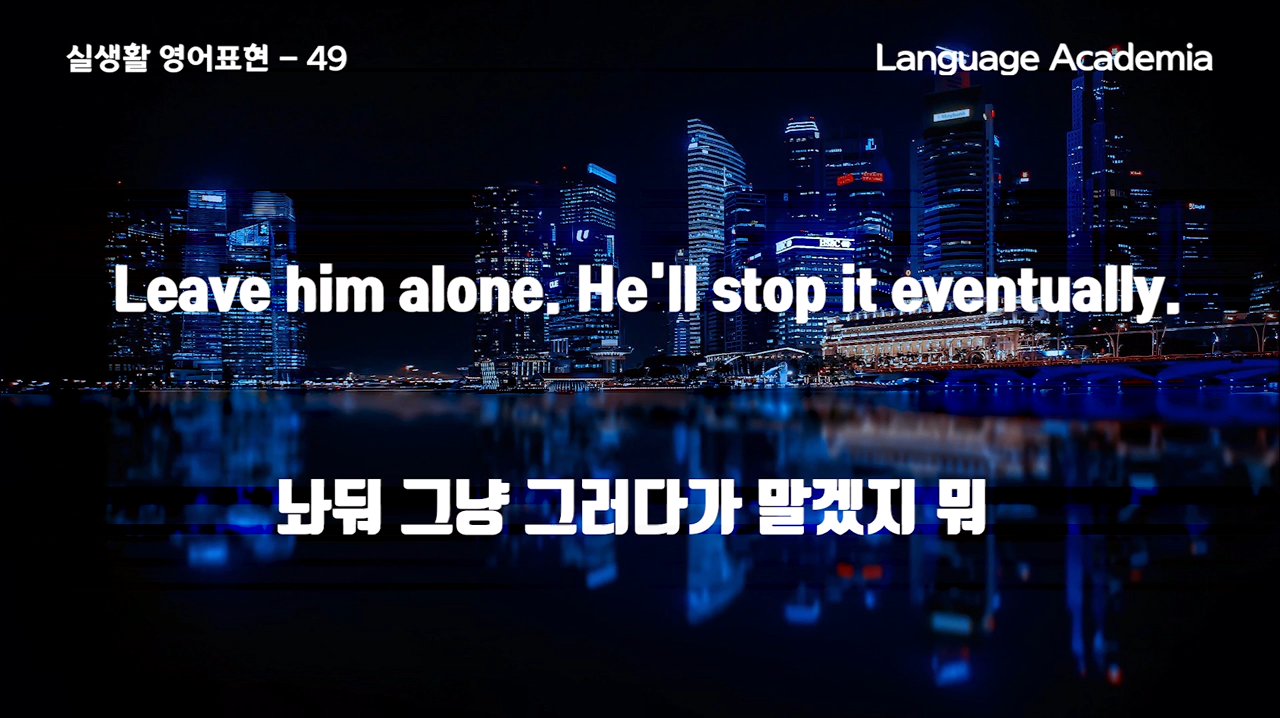 실생활 영어표현 – 49
Language Academia
Leave him alone. He'll stop it eventually.
놔둬 그냥 그러다가 말겠지 뭐
HSBC